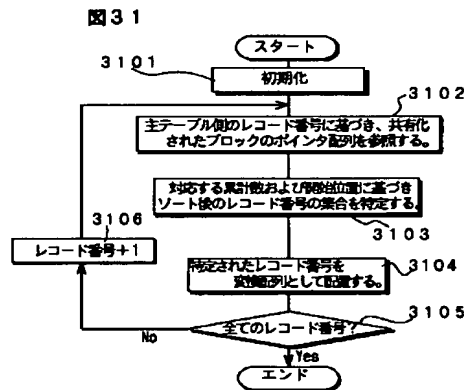 図31
スタート
3101
初期化
3102
主テーブル側のレコード番号に基づき、共有化
されたブロックのポインタ配列を参照する。
対応する累計数および開始位置に基づき
ソート後のレコード番号の集合を特定する。
3103
3106
レコード番号+1
3104
特定されたレコード番号を
変換配列として配置する。
3105
全てのレコード番号?
No
Yes
エンド